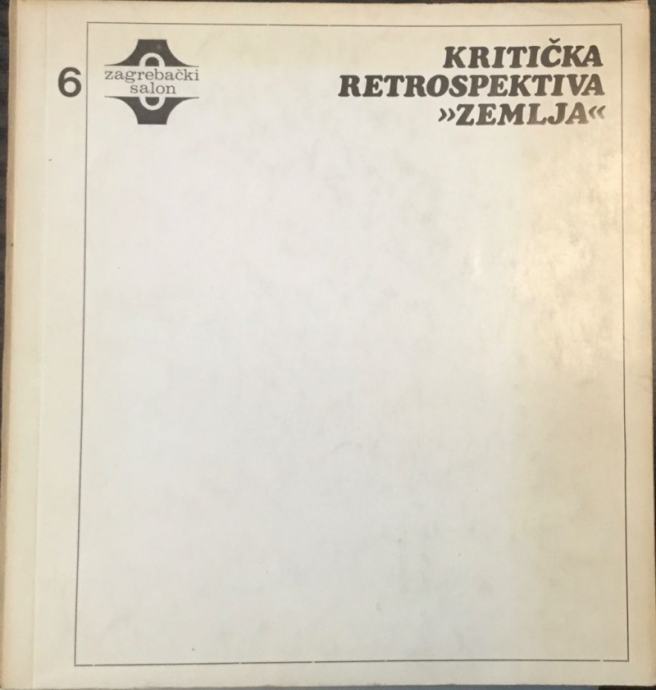 6
zagrebački
salon
KRITIČKA
RETROSPEKTIVA
»ZEMLJA«